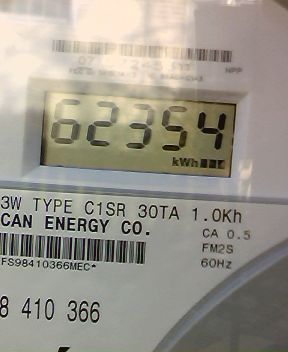 62354
kWh
3W TYPE C1SR 30TA 1.0Kh
CAN ENERGY CO.
CA 0.5
FM2S
FS98410366MEC*
60Hz
8 410 366